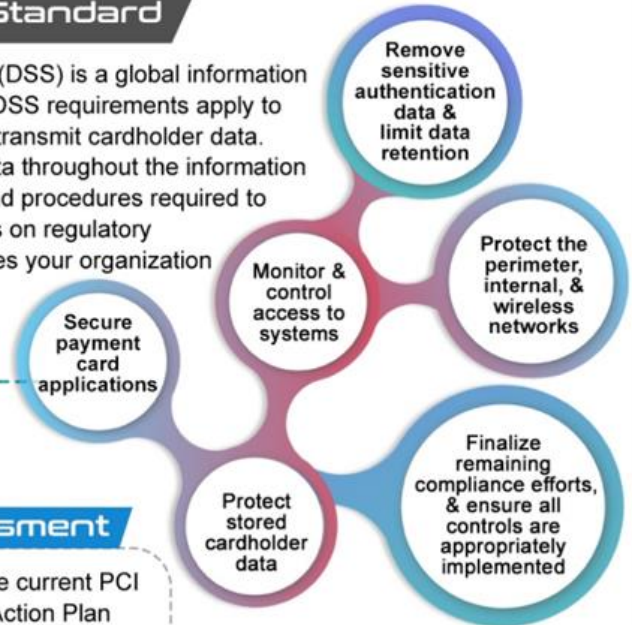 Standard
(DSS) is a global information
DSS requirements apply to
transmit cardholder data.
throughout the information
procedures required to
on regulatory
your organization
Remove
sensitive
authentication
data &
limit data
retention
Protect the
perimeter,
internal, &
wireless
networks
Monitor &
control
access to
systems
Secure
payment
card
applications
Finalize
remaining
compliance efforts,
& ensure all
controls are
appropriately
implemented
Protect
stored
cardholder
data
current PCI
Action Plan